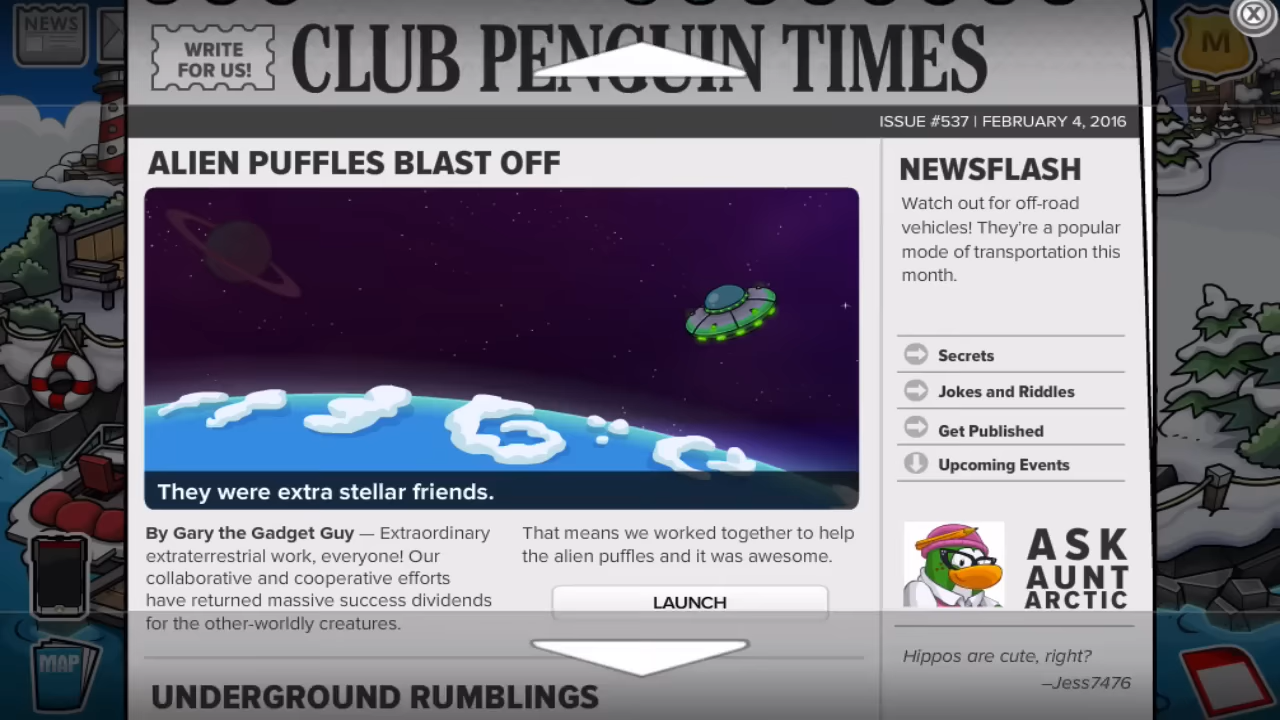 NEWS
WRITE
FOR US!
CLUB PENGUIN TIMES
M
ISSUE #537 | FEBRUARY 4, 2016
ALIEN PUFFLES BLAST OFF
They were extra stellar friends.
By Gary the Gadget Guy — Extraordinary
extraterrestrial work, everyone! Our
collaborative and cooperative efforts
have returned massive success dividends
for the other-worldly creatures.
That means we worked together to help
the alien puffles and it was awesome.
LAUNCH
UNDERGROUND RUMBLINGS
NEWSFLASH
Watch out for off-road
vehicles! They're a popular
mode of transportation this
month.
Secrets
Jokes and Riddles
Get Published
Upcoming Events
ASK
AUNT
ARCTIC
Hippos are cute, right?
—Jess7476
MAP